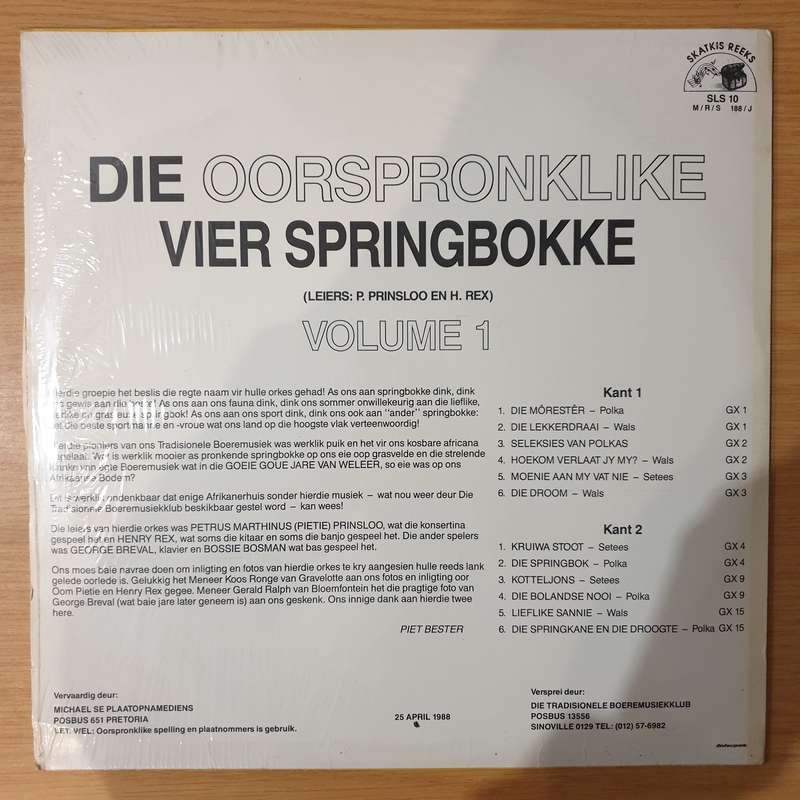 SKATKIS REEKS
SLS 10
M/R/S 188/J
DIE OORSPRONKLIKE
VIER SPRINGBOKKE
(LEIERS: P. PRINSLOO EN H. REX)
VOLUME 1
groepie het beslis die regte naam vir hulle orkes gehad! As ons aan springbokke dink, dink
gewis aan die As ons aan ons fauna dink, dink ons sommer onwillekeurig aan die lieflike,
springbok! As ons aan ons sport dink, dink ons ook aan "ander" springbokke:
beste sportmanne en -vroue wat ons land op die hoogste vlak verteenwoordig!
pioniers van ons Tradisionele Boeremusiek was werklik puik en het vir ons kosbare africana
Wat is werklik mooier as pronkende springbokke op ons eie oop grasvelde en die strelende
klanke van egte Boeremusiek wat in die GOEIE GOUE JARE VAN WELEER, so eie was op ons
Afrikaanse Bodem?
Dit is werklik ondenkbaar dat enige Afrikanerhuis sonder hierdie musiek – wat nou weer deur Die
Tradisionele Boeremusiekklub beskikbaar gestel word – kan wees!
Die leiers van hierdie orkes was PETRUS MARTHINUS (PIETIE) PRINSLOO, wat die konsertina
gespeel het en HENRY REX, wat soms die kitaar en soms die banjo gespeel het. Die ander spelers
was GEORGE BREVAL, klavier en BOSSIE BOSMAN wat bas gespeel het.
Ons moes baie navrae doen om inligting en fotos van hierdie orkes te kry aangesien hulle reeds lank
gelede oorlede is. Gelukkig het Meneer Koos Ronge van Gravelotte aan ons fotos en inligting oor
Oom Pietie en Henry Rex gegee. Meneer Gerald Ralph van Bloemfontein het die pragtige foto van
George Breval (wat baie jare later geneem is) aan ons geskenk. Ons innige dank aan hierdie twee
here.
PIET BESTER
Kant 1
1. DIE MÔRESTÊR – Polka GX 1
2. DIE LEKKERDRAAI – Wals GX 1
3. SELEKSIES VAN POLKAS GX 2
4. HOEKOM VERLAAT JY MY? – Wals GX 2
5. MOENIE AAN MY VAT NIE – Setees GX 3
6. DIE DROOM – Wals GX 3
Kant 2
1. KRUIWA STOOT – Setees GX 4
2. DIE SPRINGBOK – Polka GX 4
3. KOTTELJONS – Setees GX 9
4. DIE BOLANDSE NOOI – Polka GX 9
5. LIEFLIKE SANNIE – Wals GX 15
6. DIE SPRINGKANE EN DIE DROOGTE – Polka GX 15
Vervaardig deur:
MICHAEL SE PLAATOPNAMEDIENS
POSBUS 651 PRETORIA
LET WEL: Oorspronklike spelling en plaatnommers is gebruik.
25 APRIL 1988
Versprei deur:
DIE TRADISIONELE BOEREMUSIEKKLUB
POSBUS 13556
SINOVILLE 0129 TEL: (012) 57-6982